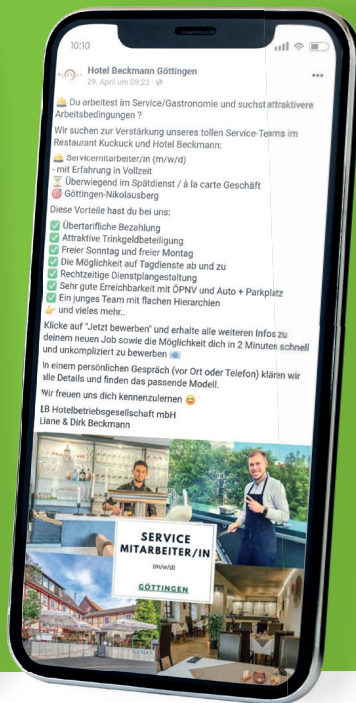 10:10
Hotel Beckmann Göttingen
29. April um 09:23
🛎️ Du arbeitest im Service/Gastronomie und suchst attraktivere
Arbeitsbedingungen ?
Wir suchen zur Verstärkung unseres tollen Service-Teams im
Restaurant Kuckuck und Hotel Beckmann:
🛎️ Servicemitarbeiter/in (m/w/d)
- mit Erfahrung in Vollzeit
⏳ Überwiegend im Spätdienst / à la carte Geschäft
🎯 Göttingen-Nikolausberg
Diese Vorteile hast du bei uns:
✅ Übertarifliche Bezahlung
✅ Attraktive Trinkgeldbeteiligung
✅ Freier Sonntag und freier Montag
✅ Die Möglichkeit auf Tagdienste ab und zu
✅ Rechtzeitige Dienstplangestaltung
✅ Sehr gute Erreichbarkeit mit ÖPNV und Auto + Parkplatz
✅ Ein junges Team mit flachen Hierarchien
👉 und vieles mehr..
Klicke auf "Jetzt bewerben" und erhalte alle weiteren Infos zu
deinem neuen Job sowie die Möglichkeit dich in 2 Minuten schnell
und unkompliziert zu bewerben 📧
In einem persönlichen Gespräch (vor Ort oder Telefon) klären wir
alle Details und finden das passende Modell.
Wir freuen uns dich kennenzulernen 😊
LB Hotelbetriebsgesellschaft mbH
Liane & Dirk Beckmann
SERVICE
MITARBEITER/IN
(m/w/d)
GÖTTINGEN